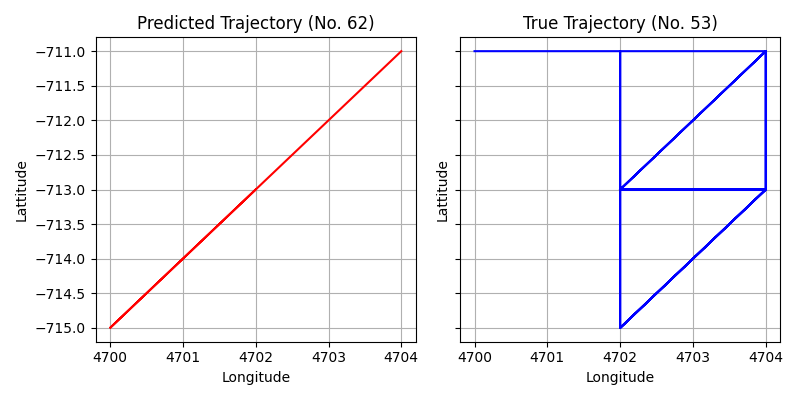 Predicted Trajectory (No. 62)
−711.0
−711.5
−712.0
−712.5
−713.0
−713.5
−714.0
−714.5
−715.0
Lattitude
4700 4701 4702 4703 4704
Longitude
True Trajectory (No. 53)
Lattitude
4700 4701 4702 4703 4704
Longitude